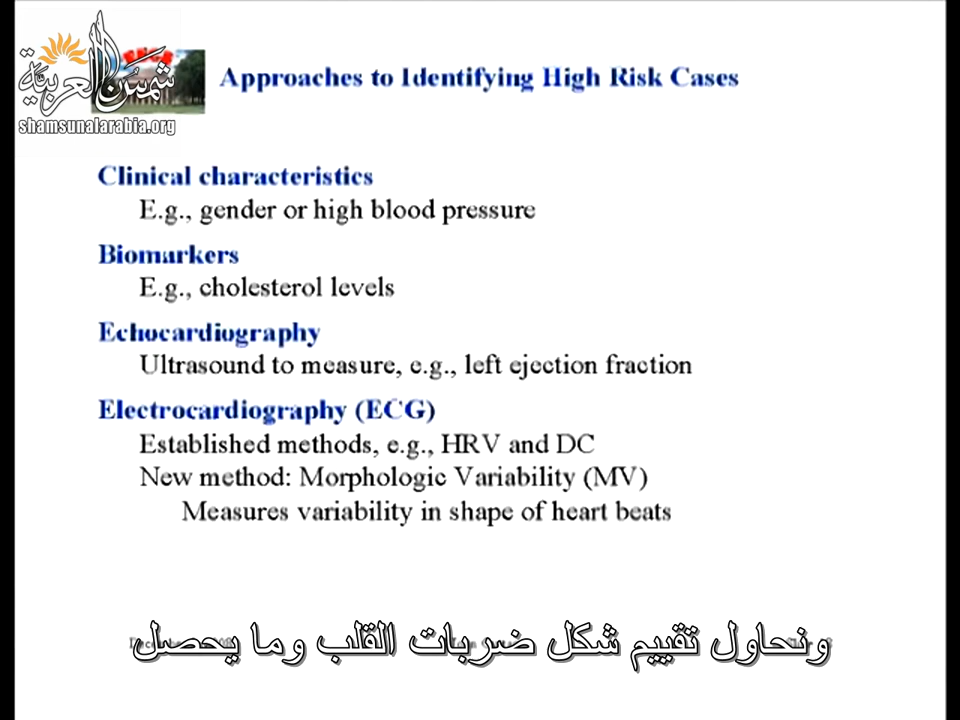 شمس العربية
shamsunalarabia.org
Approaches to Identifying High Risk Cases
Clinical characteristics
E.g., gender or high blood pressure
Biomarkers
E.g., cholesterol levels
Echocardiography
Ultrasound to measure, e.g., left ejection fraction
Electrocardiography (ECG)
Established methods, e.g., HRV and DC
New method: Morphologic Variability (MV)
Measures variability in shape of heart beats
ونحاول تقييم شكل ضربات القلب وما يحصل